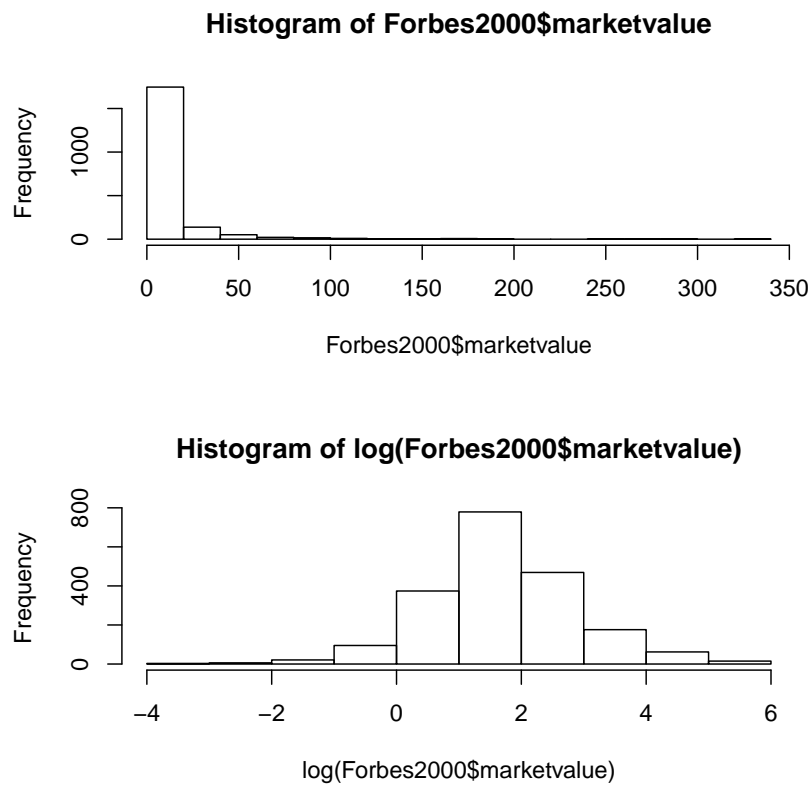 Histogram of Forbes2000$marketvalue
Frequency
1000
0
0 50 100 150 200 250 300 350
Forbes2000$marketvalue
Histogram of log(Forbes2000$marketvalue)
Frequency
800
400
0
−4 −2 0 2 4 6
log(Forbes2000$marketvalue)